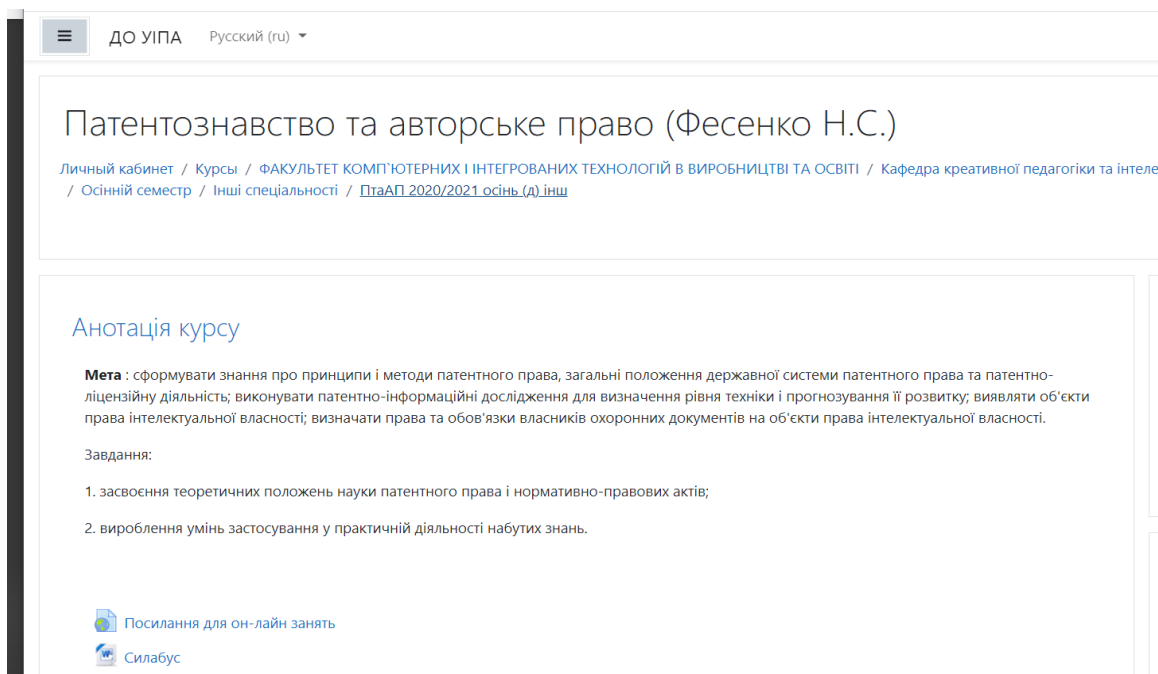 ДО УІПА Русский (ru)
Патентознавство та авторське право (Фесенко Н.С.)
Личный кабинет / Курсы / ФАКУЛЬТЕТ КОМП`ЮТЕРНИХ І ІНТЕГРОВАНИХ ТЕХНОЛОГІЙ В ВИРОБНИЦТВІ ТА ОСВІТІ / Кафедра креативної педагогіки та інтеле
/ Осінній семестр / Інші спеціальності / ПтаАП 2020/2021 осінь (д) інш
Анотація курсу
Мета : сформувати знання про принципи і методи патентного права, загальні положення державної системи патентного права та патентно-
ліцензійну діяльність; виконувати патентно-інформаційні дослідження для визначення рівня техніки і прогнозування її розвитку; виявляти об'єкти
права інтелектуальної власності; визначати права та обов'язки власників охоронних документів на об'єкти права інтелектуальної власності.
Завдання:
1. засвоєння теоретичних положень науки патентного права і нормативно-правових актів;
2. вироблення умінь застосування у практичній діяльності набутих знань.
Посилання для он-лайн занять
Силабус